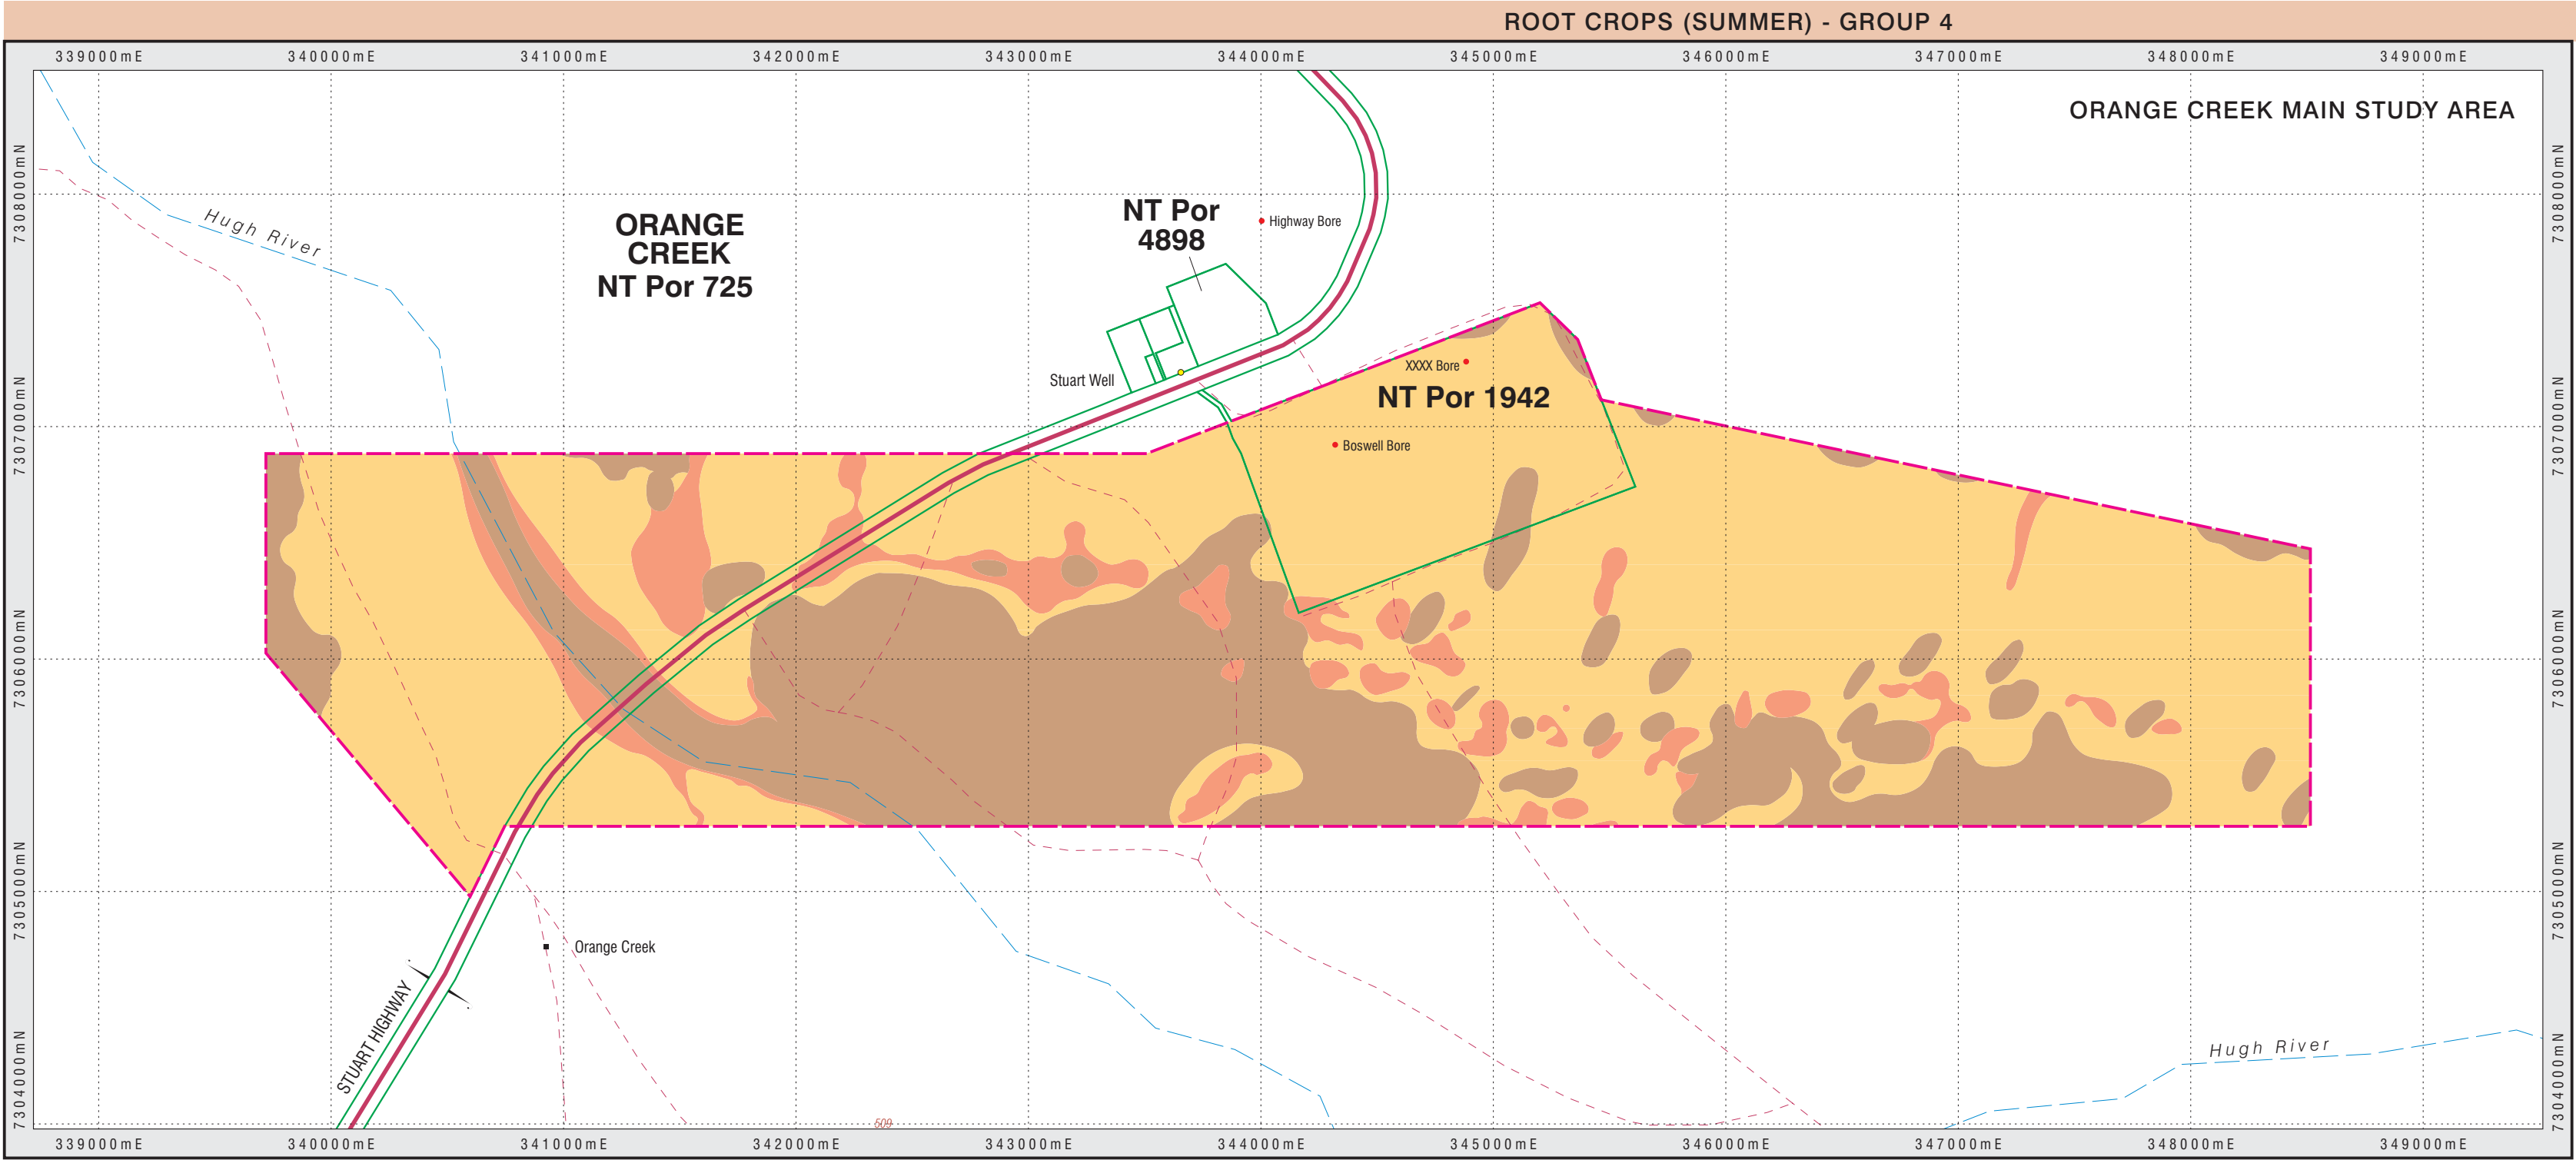 ROOT CROPS (SUMMER) - GROUP 4
339000mE 340000mE 341000mE 342000mE 343000mE 344000mE 345000mE 346000mE 347000mE 348000mE 349000mE
ORANGE CREEK MAIN STUDY AREA
7308000mN
7308000mN
Hugh River
ORANGE
CREEK
NT Por 725
NT Por
4898
Highway Bore
XXXX Bore
Stuart Well
NT Por 1942
7307000mN
7307000mN
Boswell Bore
7306000mN
7306000mN
7305000mN
7305000mN
Orange Creek
STUART HIGHWAY
Hugh River
7304000mN
7304000mN
509
339000mE 340000mE 341000mE 342000mE 343000mE 344000mE 345000mE 346000mE 347000mE 348000mE 349000mE